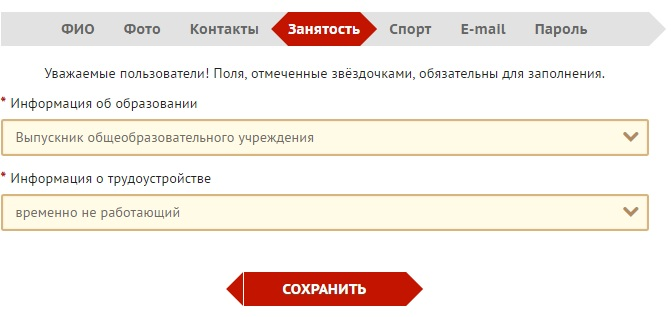 ФИО Фото Контакты Занятость Спорт E-mail Пароль
Уважаемые пользователи! Поля, отмеченные звёздочками, обязательны для заполнения.
* Информация об образовании
Выпускник общеобразовательного учреждения
* Информация о трудоустройстве
временно не работающий
СОХРАНИТЬ